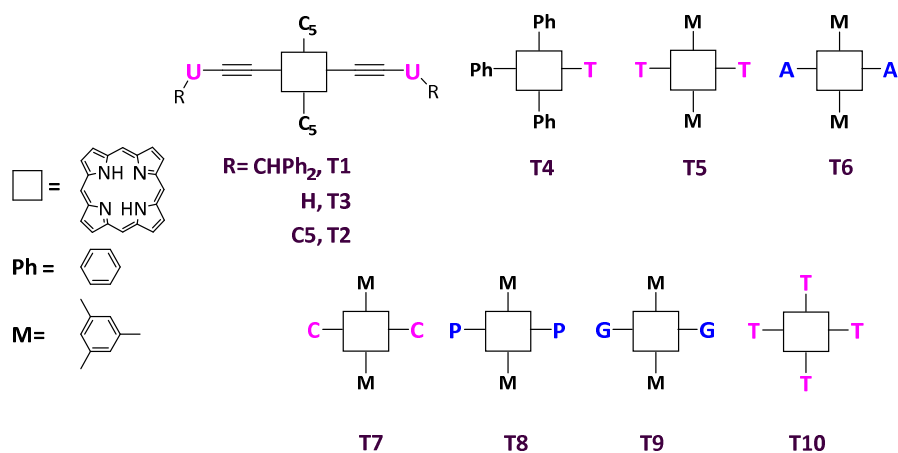 C5
U
U
R
R
C5
R= CHPh2, T1
H, T3
C5, T2
Ph
Ph
T
Ph
T4
M
T
T
M
T5
M
A
A
M
T6
=
NH
N
N
HN
Ph =
M=
M
C
C
M
T7
M
P
P
M
T8
M
G
G
M
T9
T
T
T
T
T10